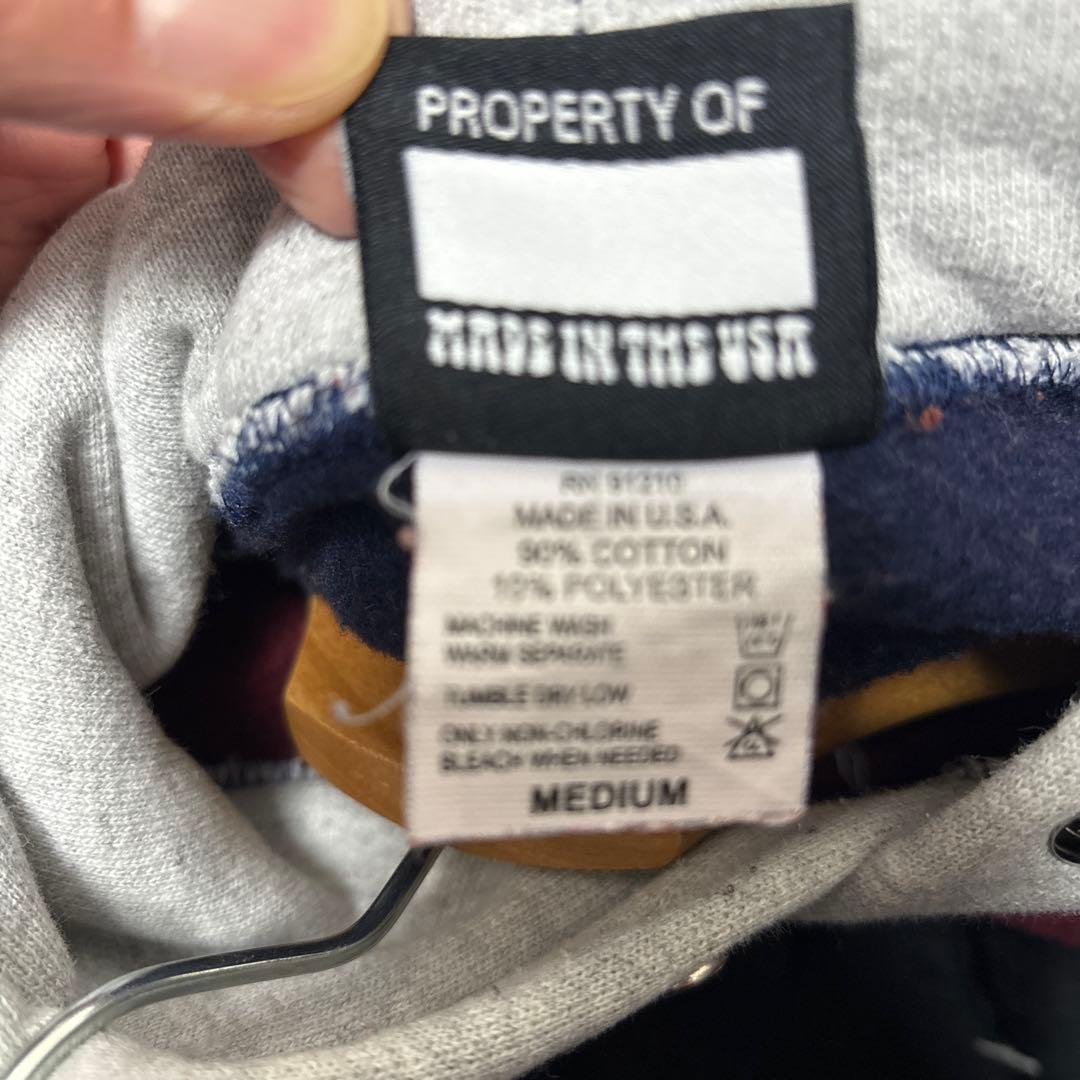 PROPERTY OF
MADE IN THE USA
RN 91210
MADE IN U.S.A.
90% COTTON
10% POLYESTER
MACHINE WASH
WARM SEPARATE
TUMBLE DRY LOW
ONLY NON-CHLORINE
BLEACH WHEN NEEDED
MEDIUM